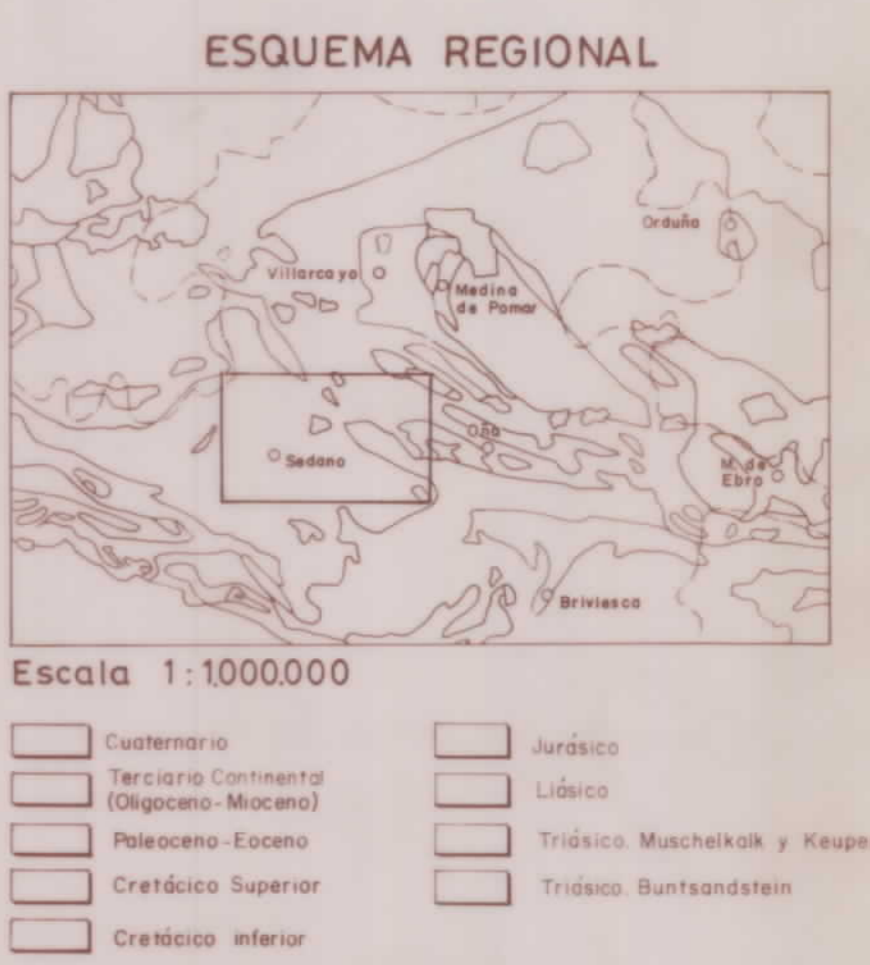 ESQUEMA REGIONAL
Orduña
Villarcayo
Medina
de Pomar
Oña
Sedano
M. de
Ebro
Briviesca
Escala 1:1.000.000
Cuaternario
Terciario Continental
(Oligoceno-Mioceno)
Paleoceno-Eoceno
Cretácico Superior
Cretácico inferior
Jurásico
Liásico
Triásico. Muschelkalk y Keupe
Triásico. Buntsandstein